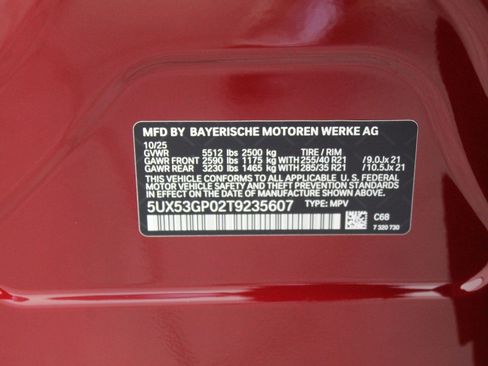 MFD BY BAYERISCHE MOTOREN WERKE AG
10/25
GVWR 5512 lbs 2500 kg TIRE / RIM
GAWR FRONT 2590 lbs 1175 kg WITH 255/40 R21 / 9.0Jx 21
GAWR REAR 3230 lbs 1465 kg WITH 285/35 R21 / 10.5Jx 21
THIS VEHICLE CONFORMS TO ALL APPLICABLE U. S. FEDERAL
MOTOR VEHICLE SAFETY, BUMPER, AND THEFT PREVENTION
STANDARDS IN EFFECT ON THE DATE OF MANUFACTURE SHOWN ABOVE.
5UX53GP02T9235607 TYPE: MPV
C68
7 320 730